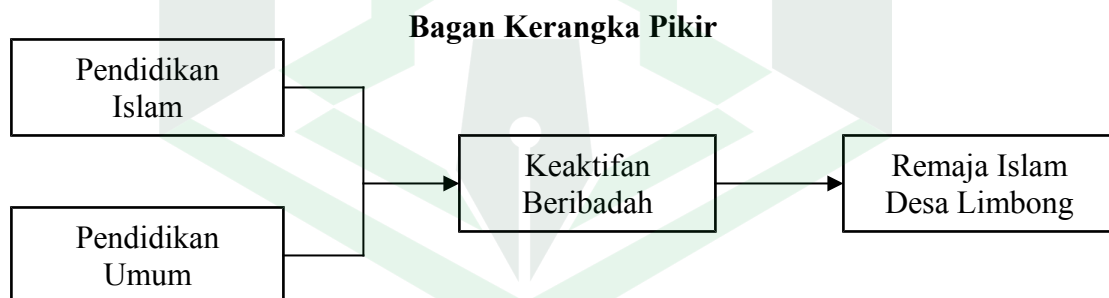 Bagan Kerangka Pikir
Pendidikan
Islam
Pendidikan
Umum
Keaktifan
Beribadah
Remaja Islam
Desa Limbong